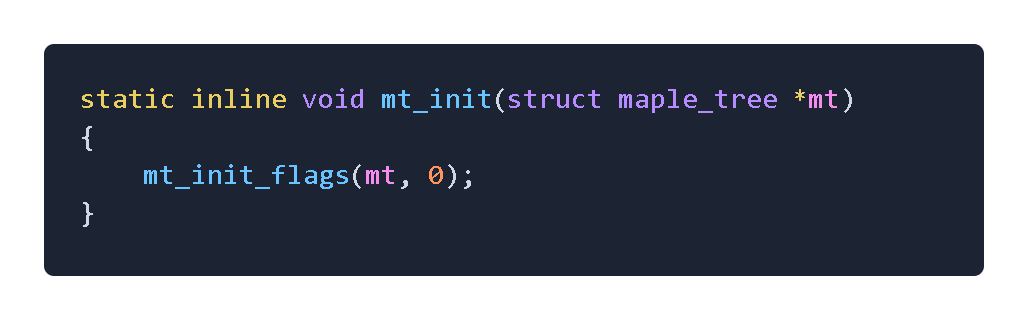 static inline void mt_init(struct maple_tree *mt)
{
    mt_init_flags(mt, 0);
}